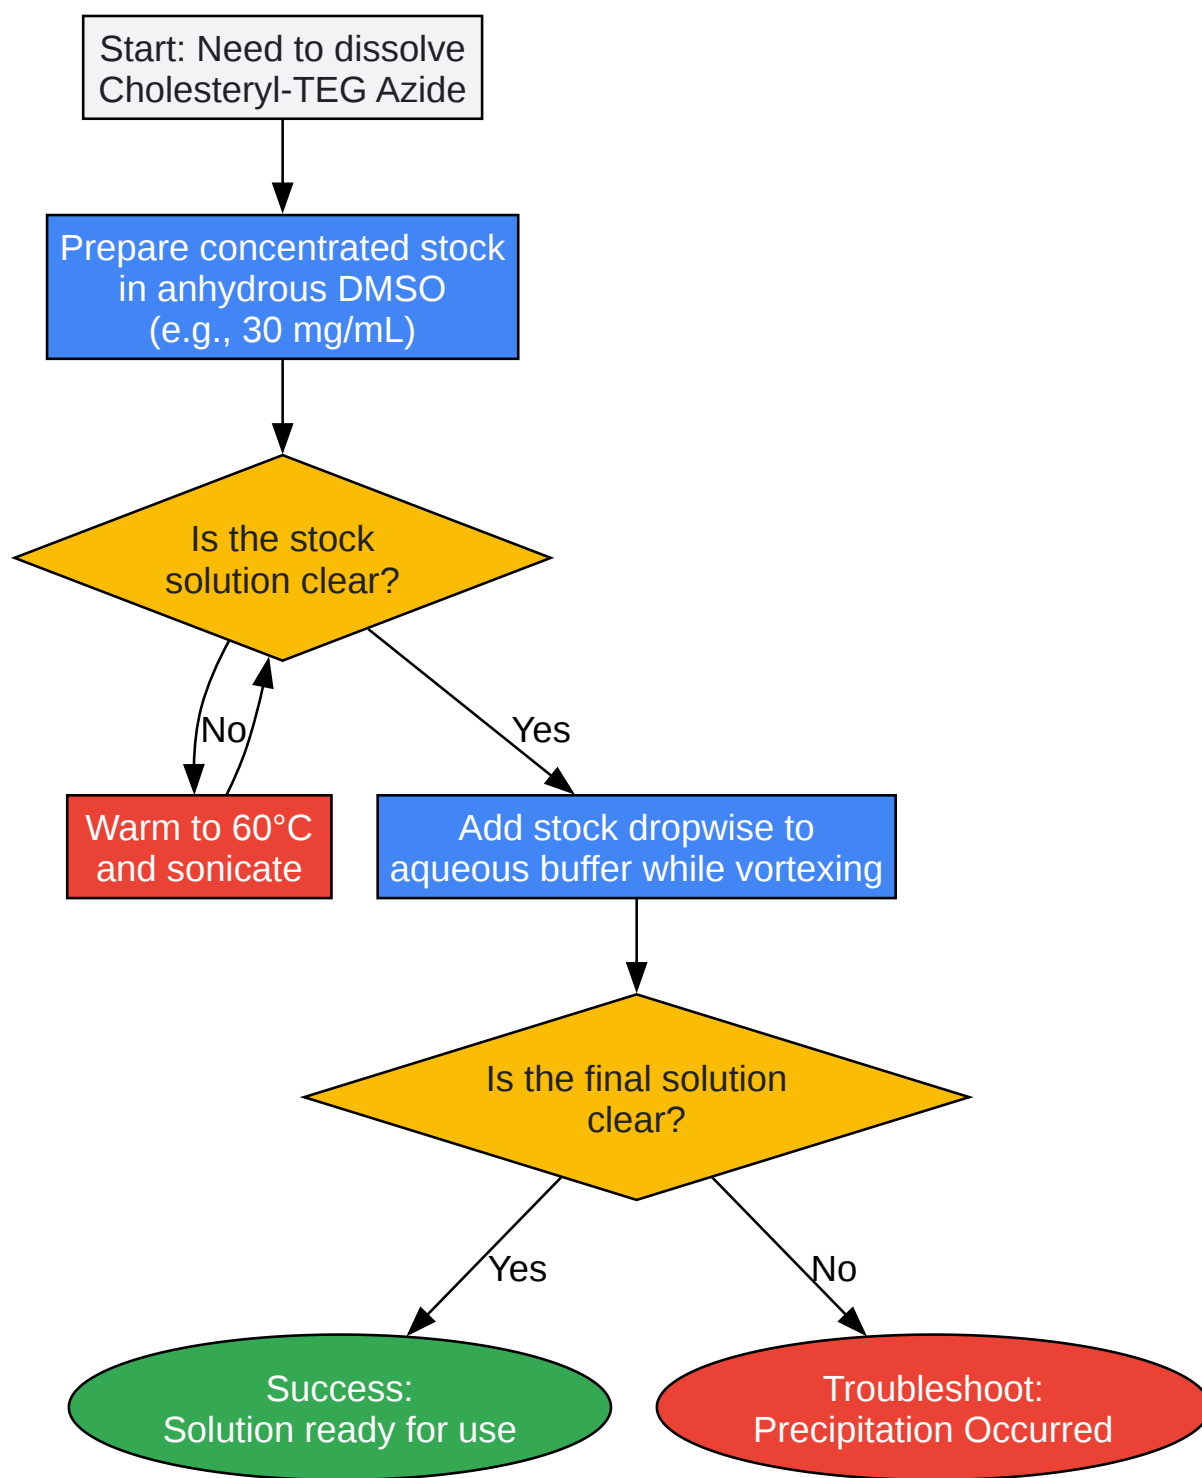 Start: Need to dissolve
Cholesteryl-TEG Azide
Prepare concentrated stock
in anhydrous DMSO
(e.g., 30 mg/mL)
Is the stock
solution clear?
No
Yes
Warm to 60°C
and sonicate
Add stock dropwise to
aqueous buffer while vortexing
Is the final solution
clear?
Yes
No
Success:
Solution ready for use
Troubleshoot:
Precipitation Occurred